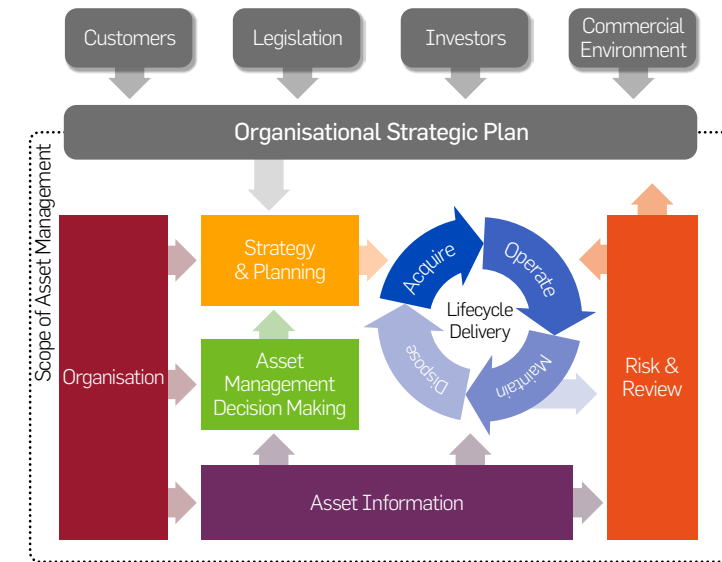 Customers
Legislation
Investors
Commercial
Environment
Organisational Strategic Plan
Scope of Asset Management
Organisation
Strategy
& Planning
Asset
Management
Decision Making
Acquire
Operate
Maintain
Dispose
Lifecycle
Delivery
Risk &
Review
Asset Information